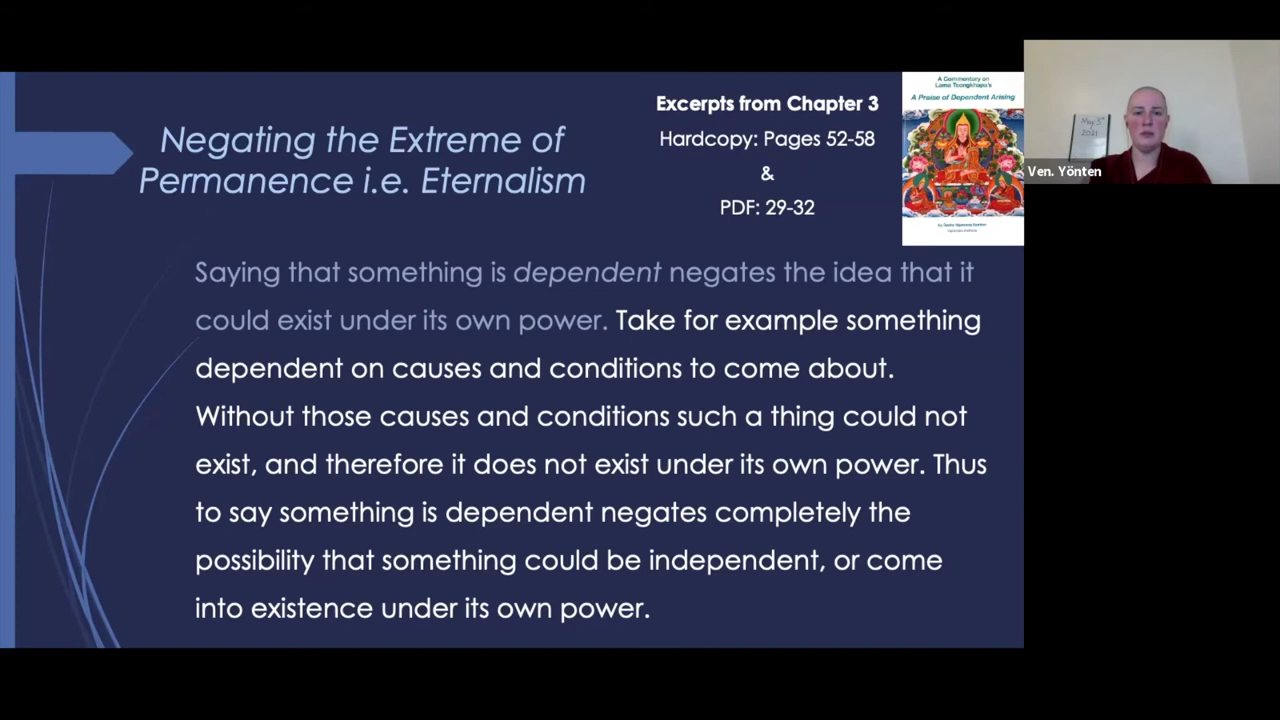 Negating the Extreme of
Permanence i.e. Eternalism
Excerpts from Chapter 3
Hardcopy: Pages 52-58
&
PDF: 29-32
A Commentary on
Lama Tsongkhapa's
A Praise of Dependent Arising
Saying that something is dependent negates the idea that it
could exist under its own power. Take for example something
dependent on causes and conditions to come about.
Without those causes and conditions such a thing could not
exist, and therefore it does not exist under its own power. Thus
to say something is dependent negates completely the
possibility that something could be independent, or come
into existence under its own power.
May 3rd
2021
Ven. Yönten